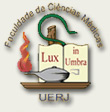 Faculdade de Ciências Médicas
Lux in
Umbra
UERJ